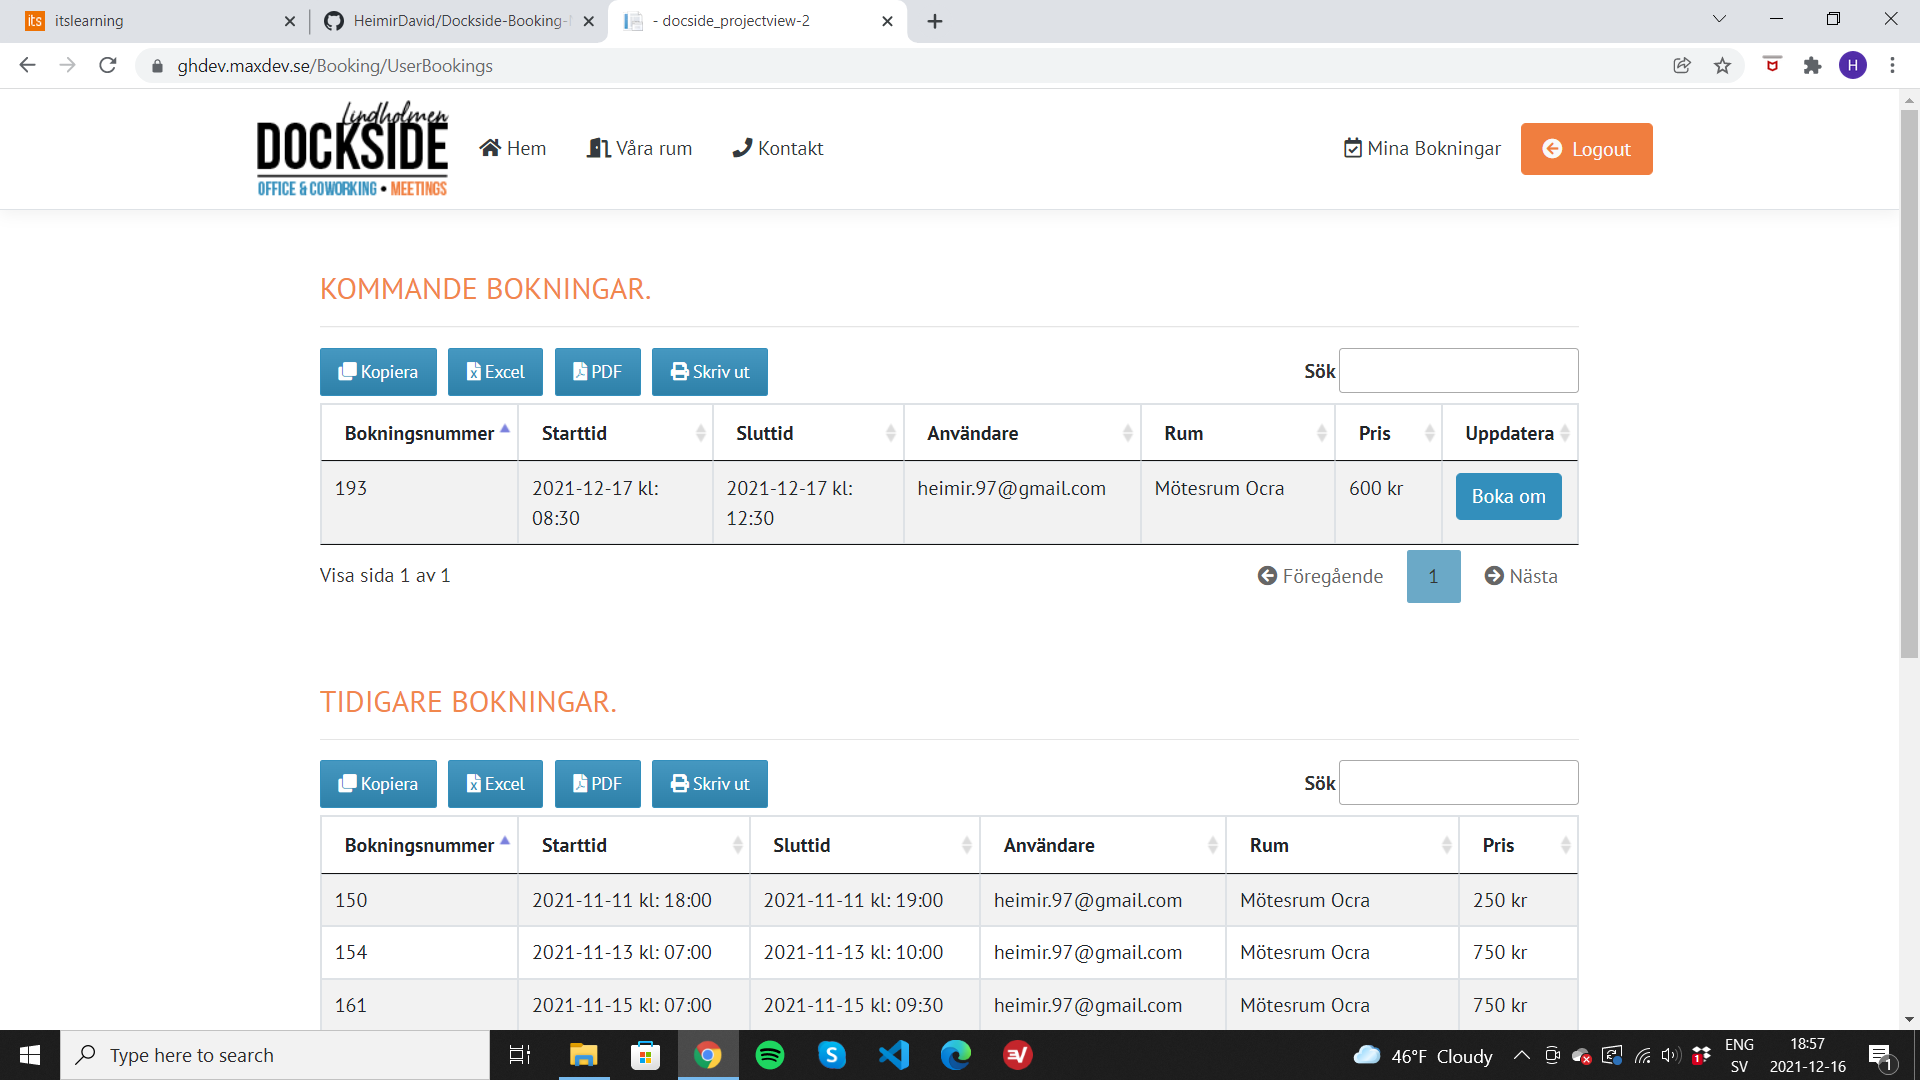 its itslearning
HeimirDavid/Dockside-Booking-
- docside_projectview-2
ghdev.maxdev.se/Booking/UserBookings
H
Lindholmen
DOCKSIDE
OFFICE & COWORKING • MEETINGS
Hem
Våra rum
Kontakt
Mina Bokningar
Logout
KOMMANDE BOKNINGAR.
Kopiera Excel PDF Skriv ut Sök
Bokningsnummer Starttid Sluttid Användare Rum Pris Uppdatera
193 2021-12-17 kl: 08:30 2021-12-17 kl: 12:30 heimir.97@gmail.com Mötesrum Ocra 600 kr Boka om
Visa sida 1 av 1 Föregående 1 Nästa
TIDIGARE BOKNINGAR.
Kopiera Excel PDF Skriv ut Sök
Bokningsnummer Starttid Sluttid Användare Rum Pris
150 2021-11-11 kl: 18:00 2021-11-11 kl: 19:00 heimir.97@gmail.com Mötesrum Ocra 250 kr
154 2021-11-13 kl: 07:00 2021-11-13 kl: 10:00 heimir.97@gmail.com Mötesrum Ocra 750 kr
161 2021-11-15 kl: 07:00 2021-11-15 kl: 09:30 heimir.97@gmail.com Mötesrum Ocra 750 kr
Type here to search
46°F Cloudy
1
ENG
SV
18:57
2021-12-16
1